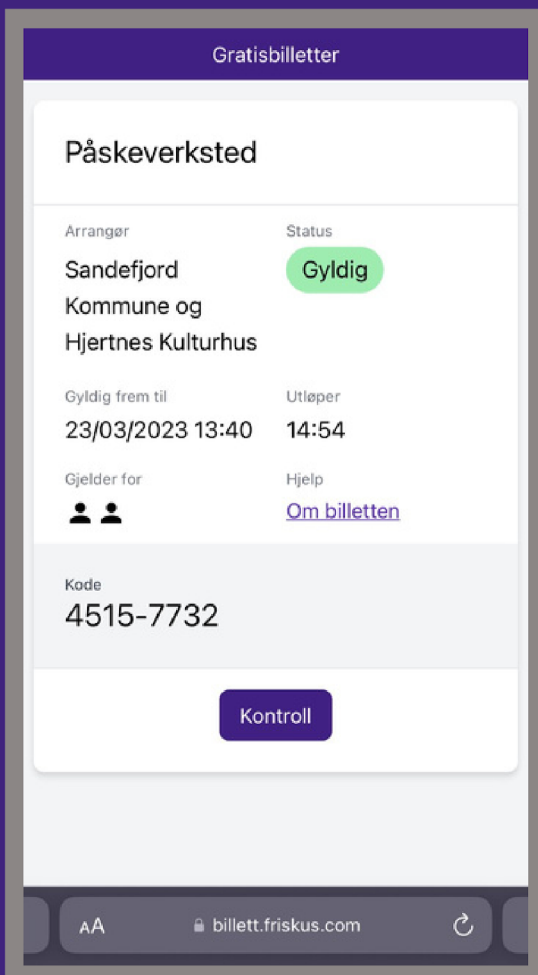 Gratisbilletter
Påskeverksted
Arrangør
Sandefjord
Kommune og
Hjertnes Kulturhus
Status
Gyldig
Gyldig frem til
23/03/2023 13:40
Utløper
14:54
Gjelder for
Hjelp
Om billetten
Kode
4515-7732
Kontroll
AA
billett.friskus.com